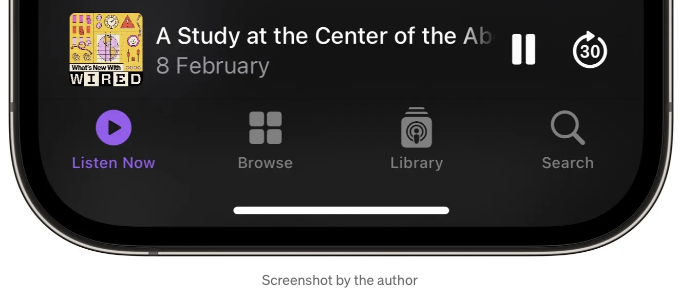 A Study at the Center of the Ab
8 February
What's New With
WIRED
30
Listen Now
Browse
Library
Search
Screenshot by the author